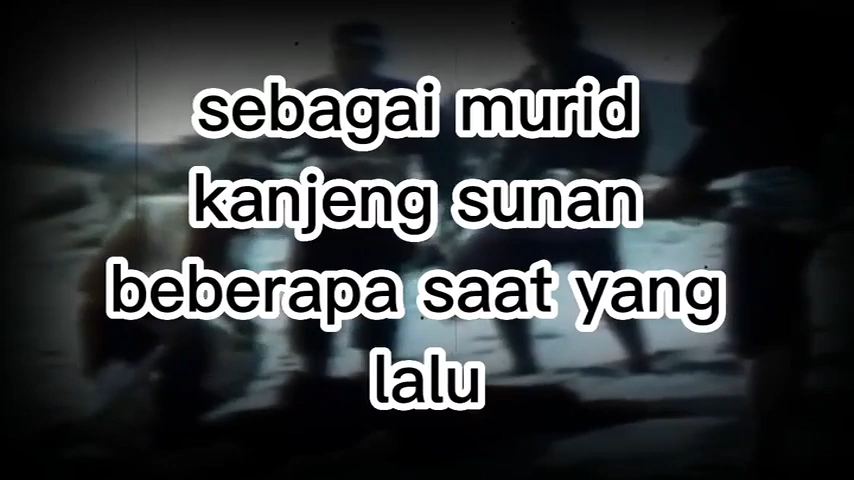 sebagai murid
kanjeng sunan
beberapa saat yang
lalu